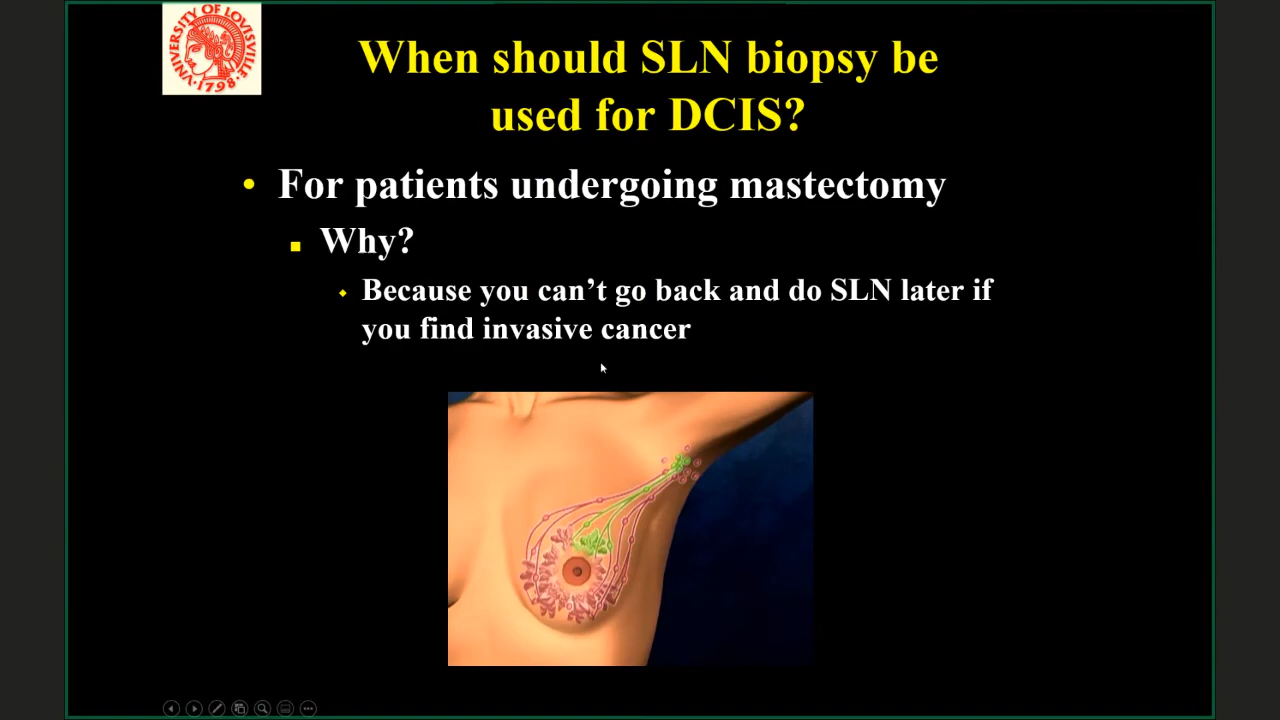 UNIVERSITY OF LOUISVILLE
1798
When should SLN biopsy be
used for DCIS?
• For patients undergoing mastectomy
▪ Why?
⬩ Because you can’t go back and do SLN later if
you find invasive cancer